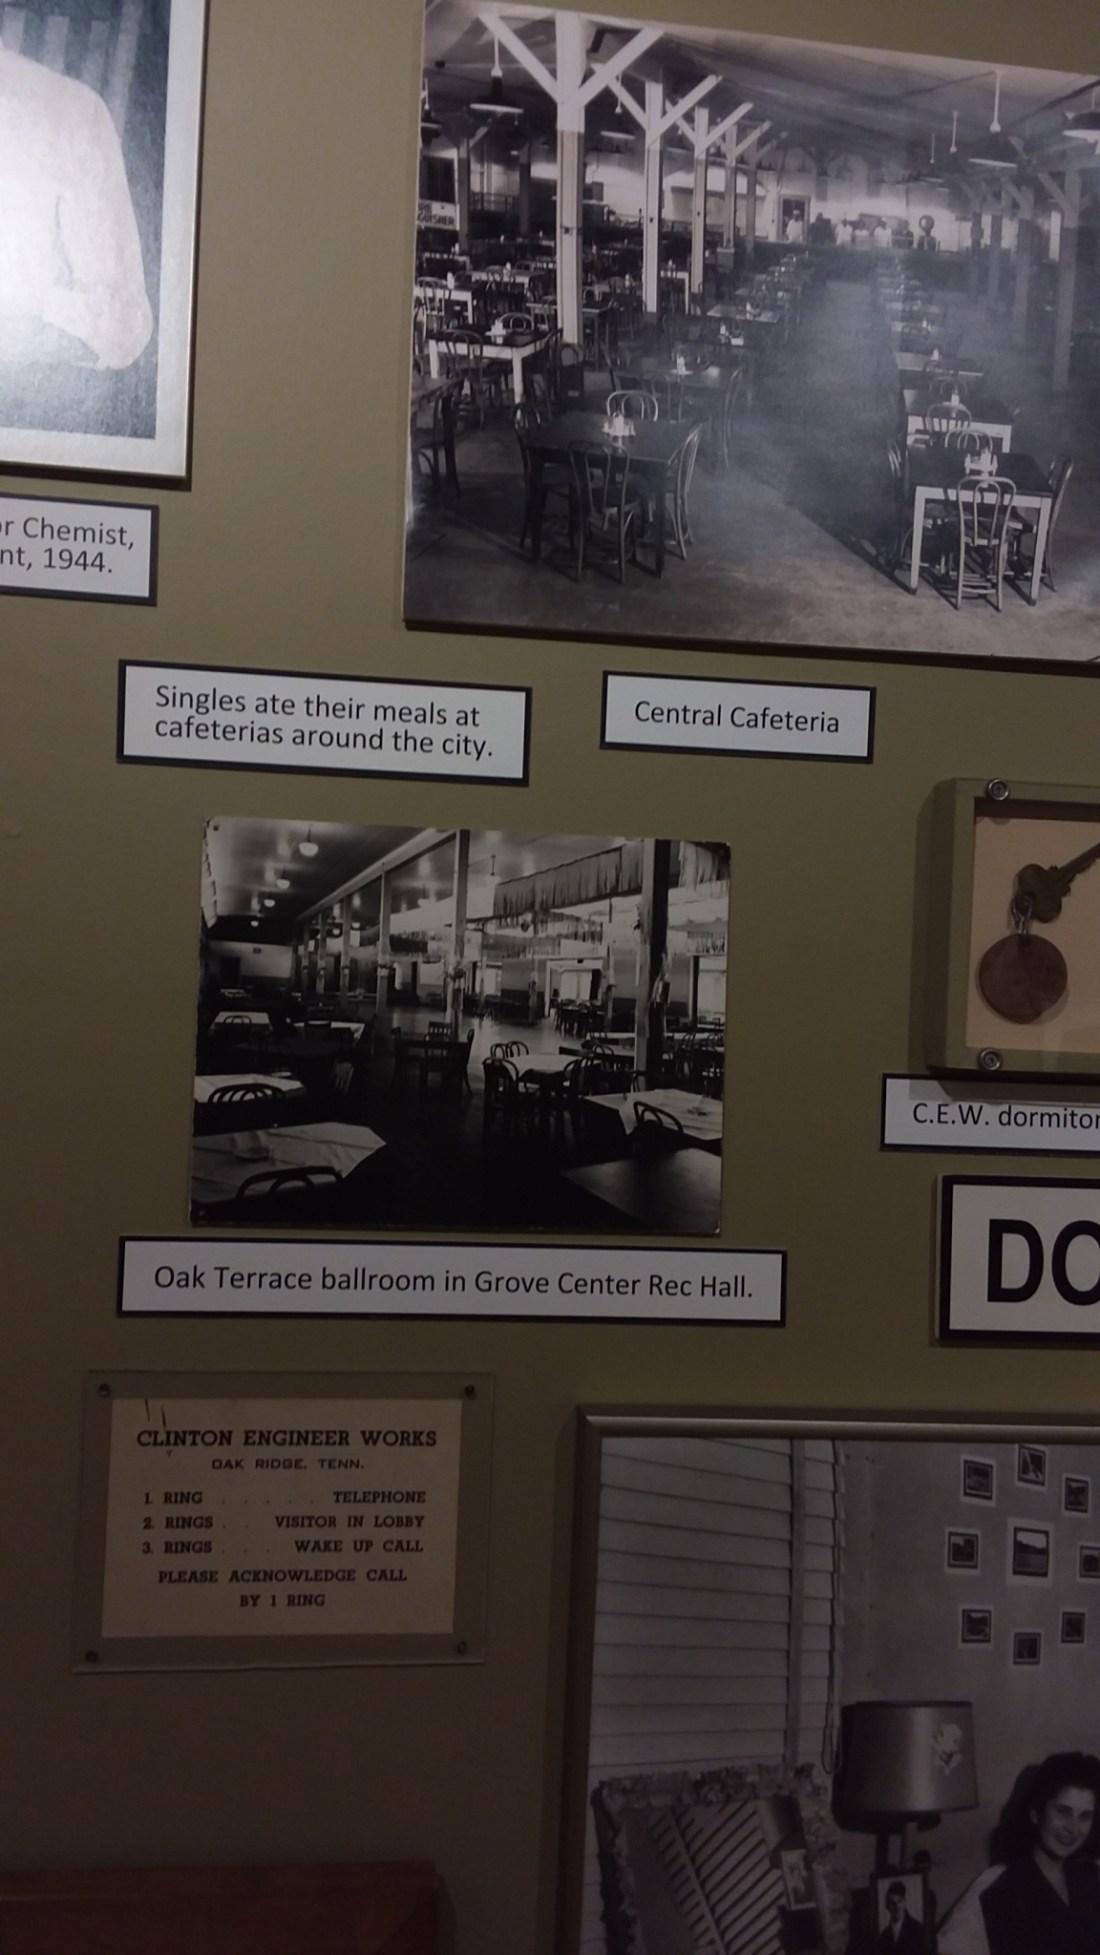 r Chemist,
nt, 1944.
GUISHER
Singles ate their meals at
cafeterias around the city.
Central Cafeteria
C.E.W. dormitor
DO
Oak Terrace ballroom in Grove Center Rec Hall.
CLINTON ENGINEER WORKS
OAK RIDGE, TENN.
1. RING . . . . . TELEPHONE
2. RINGS . . VISITOR IN LOBBY
3. RINGS . . . WAKE UP CALL
PLEASE ACKNOWLEDGE CALL
BY 1 RING